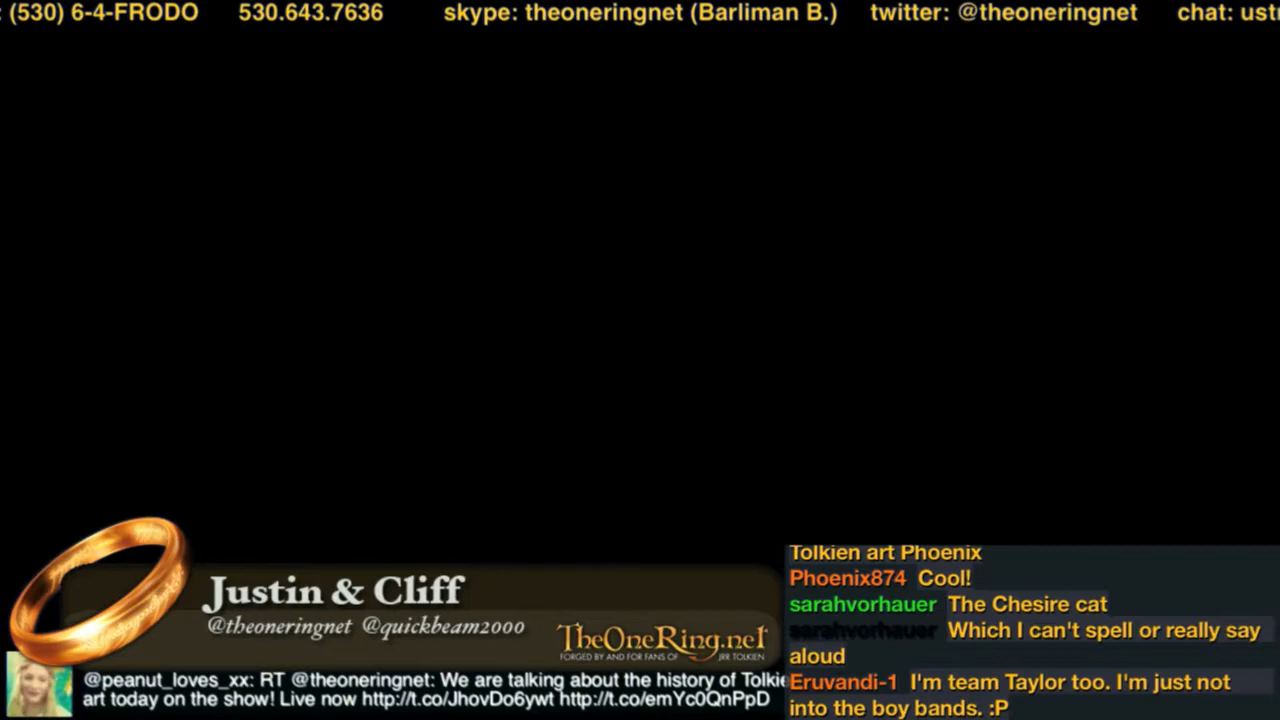 : (530) 6-4-FRODO 530.643.7636 skype: theoneringnet (Barliman B.) twitter: @theoneringnet chat: ust
Justin & Cliff
@theoneringnet @quickbeam2000
TheOneRing.net
FORGED BY AND FOR FANS OF JRR TOLKIEN
@peanut_loves_xx: RT @theoneringnet: We are talking about the history of Tolkie
art today on the show! Live now http://t.co/JhovDo6ywt http://t.co/emYc0QnPpD
Tolkien art Phoenix
Phoenix874 Cool!
sarahvorhauer The Chesire cat
sarahvorhauer Which I can't spell or really say
aloud
Eruvandi-1 I'm team Taylor too. I'm just not
into the boy bands. :P